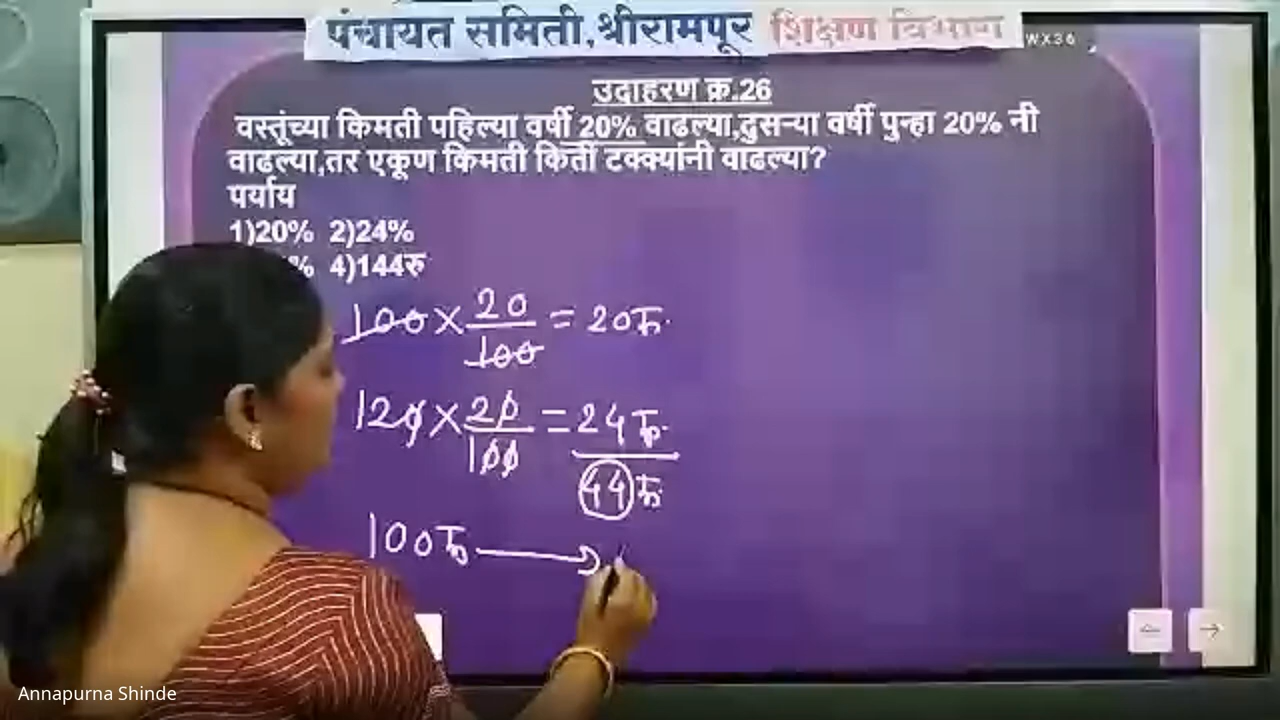 पंचायत समिती,श्रीरामपूर शिक्षण विभाग
WX36
उदाहरण क्र.26
वस्तूंच्या किमती पहिल्या वर्षी 20% वाढल्या,दुसऱ्या वर्षी पुन्हा 20% नी
वाढल्या,तर एकूण किमती किती टक्क्यांनी वाढल्या?
पर्याय
1)20% 2)24%
% 4)144रु
100 × 20/100 = 20रु.
120 × 20/100 = 24रु.
44रु.
100रु →
Annapurna Shinde